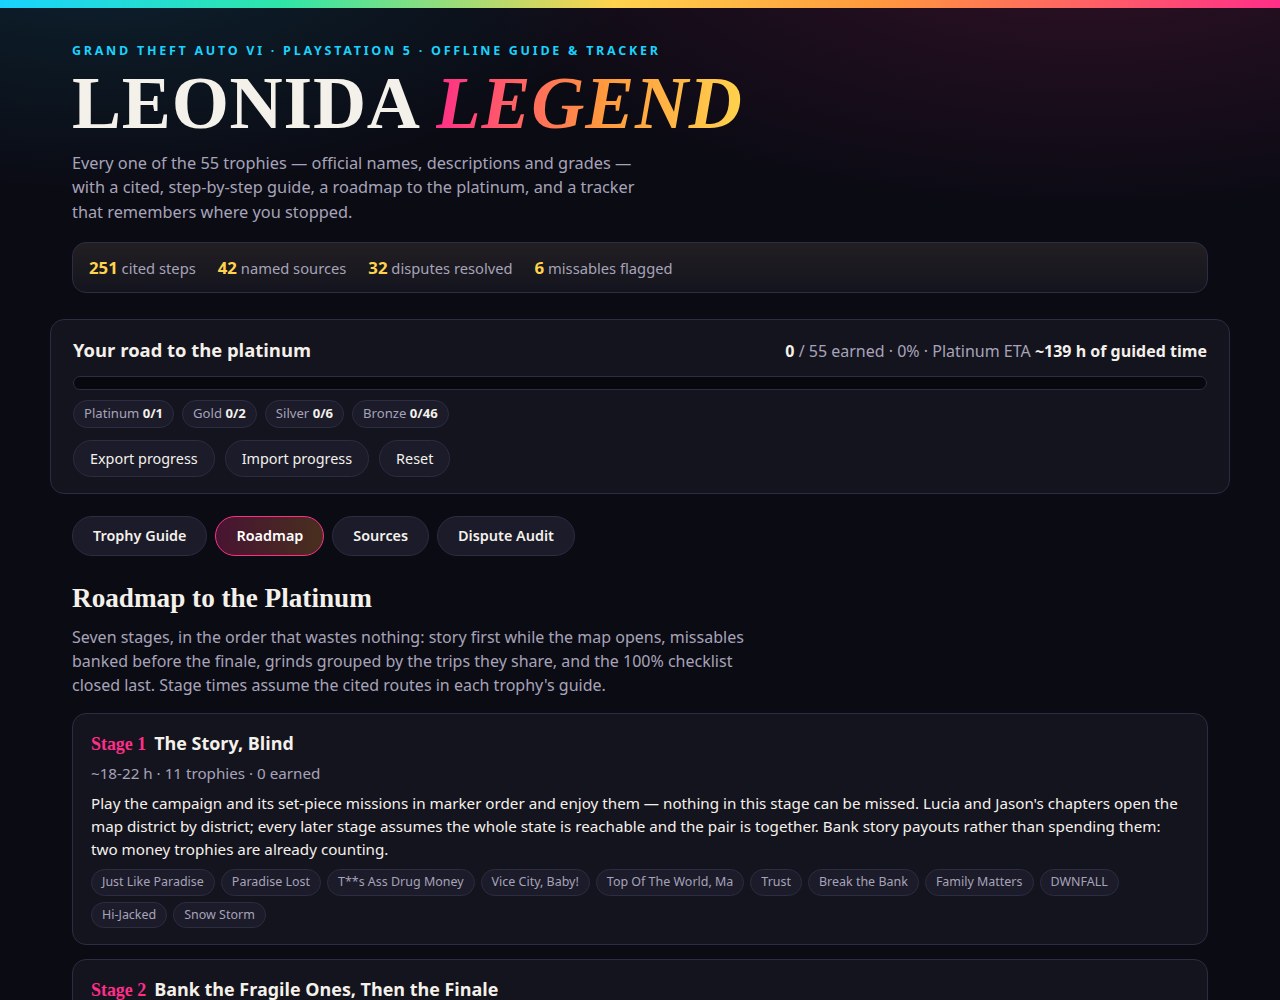 GRAND THEFT AUTO VI · PLAYSTATION 5 · OFFLINE GUIDE & TRACKER
LEONIDA LEGEND
Every one of the 55 trophies — official names, descriptions and grades —
with a cited, step-by-step guide, a roadmap to the platinum, and a tracker
that remembers where you stopped.
251 cited steps 42 named sources 32 disputes resolved 6 missables flagged
Your road to the platinum 0 / 55 earned · 0% · Platinum ETA ~139 h of guided time
Platinum 0/1 Gold 0/2 Silver 0/6 Bronze 0/46
Export progress Import progress Reset
Trophy Guide Roadmap Sources Dispute Audit
Roadmap to the Platinum
Seven stages, in the order that wastes nothing: story first while the map opens, missables
banked before the finale, grinds grouped by the trips they share, and the 100% checklist
closed last. Stage times assume the cited routes in each trophy's guide.
Stage 1 The Story, Blind
~18-22 h · 11 trophies · 0 earned
Play the campaign and its set-piece missions in marker order and enjoy them — nothing in this stage can be missed. Lucia and Jason's chapters open the
map district by district; every later stage assumes the whole state is reachable and the pair is together. Bank story payouts rather than spending them:
two money trophies are already counting.
Just Like Paradise Paradise Lost T**s Ass Drug Money Vice City, Baby! Top Of The World, Ma Trust Break the Bank Family Matters DWNFALL
Hi-Jacked Snow Storm
Stage 2 Bank the Fragile Ones, Then the Finale